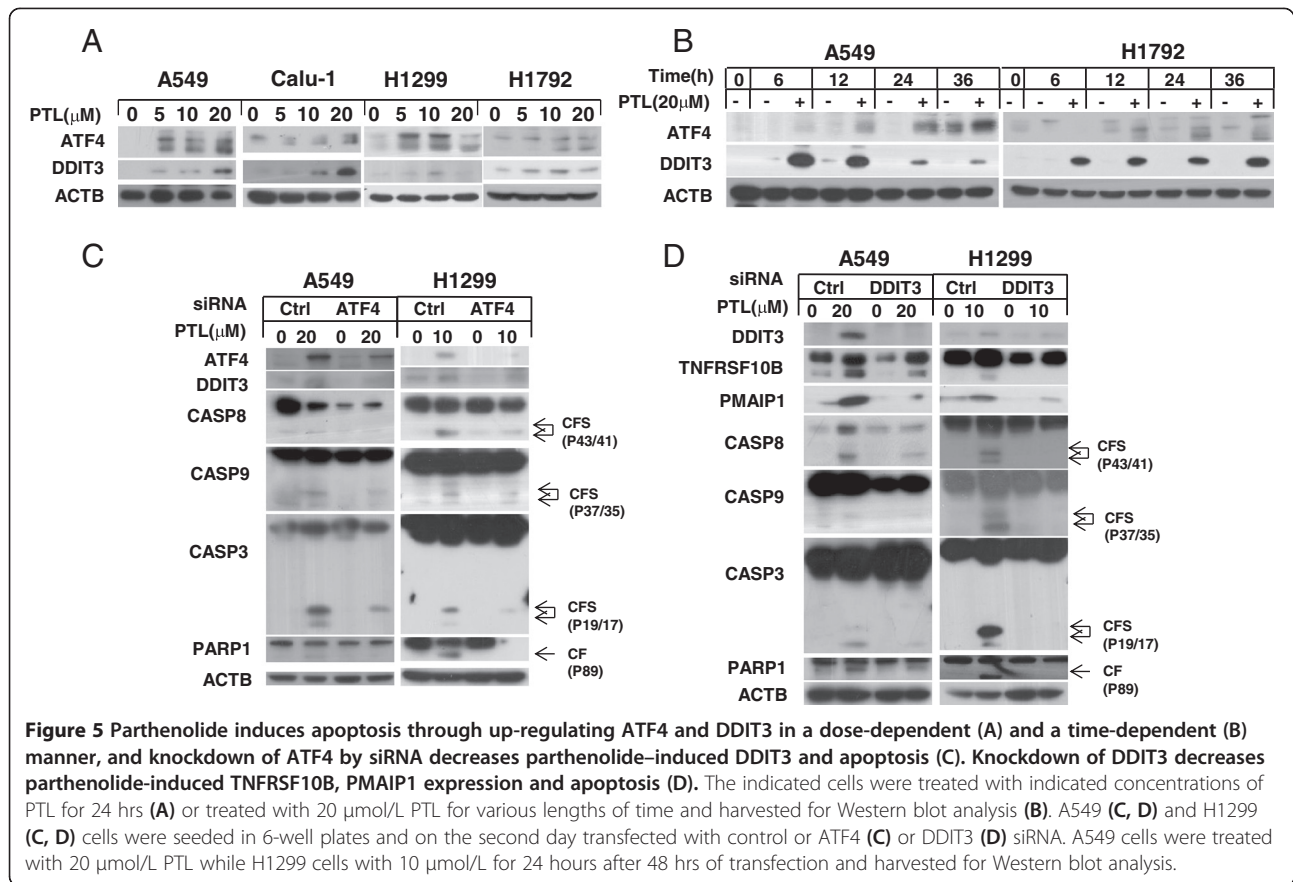 A
A549 Calu-1 H1299 H1792
PTL(μM) 0 5 10 20 0 5 10 20 0 5 10 20 0 5 10 20
ATF4
DDIT3
ACTB
B
A549 H1792
Time(h) 0 6 12 24 36 0 6 12 24 36
PTL(20μM) - - + - + - + - + - - + - + - + - +
ATF4
DDIT3
ACTB
C
A549 H1299
siRNA Ctrl ATF4 Ctrl ATF4
PTL(μM) 0 20 0 20 0 10 0 10
ATF4
DDIT3
CASP8
CFS
(P43/41)
CASP9
CFS
(P37/35)
CASP3
CFS
(P19/17)
PARP1
CF
(P89)
ACTB
D
A549 H1299
siRNA Ctrl DDIT3 Ctrl DDIT3
PTL(μM) 0 20 0 20 0 10 0 10
DDIT3
TNFRSF10B
PMAIP1
CASP8
CFS
(P43/41)
CASP9
CFS
(P37/35)
CASP3
CFS
(P19/17)
PARP1
CF
(P89)
ACTB
Figure 5 Parthenolide induces apoptosis through up-regulating ATF4 and DDIT3 in a dose-dependent (A) and a time-dependent (B)
manner, and knockdown of ATF4 by siRNA decreases parthenolide–induced DDIT3 and apoptosis (C). Knockdown of DDIT3 decreases
parthenolide-induced TNFRSF10B, PMAIP1 expression and apoptosis (D). The indicated cells were treated with indicated concentrations of
PTL for 24 hrs (A) or treated with 20 μmol/L PTL for various lengths of time and harvested for Western blot analysis (B). A549 (C, D) and H1299
(C, D) cells were seeded in 6-well plates and on the second day transfected with control or ATF4 (C) or DDIT3 (D) siRNA. A549 cells were treated
with 20 μmol/L PTL while H1299 cells with 10 μmol/L for 24 hours after 48 hrs of transfection and harvested for Western blot analysis.